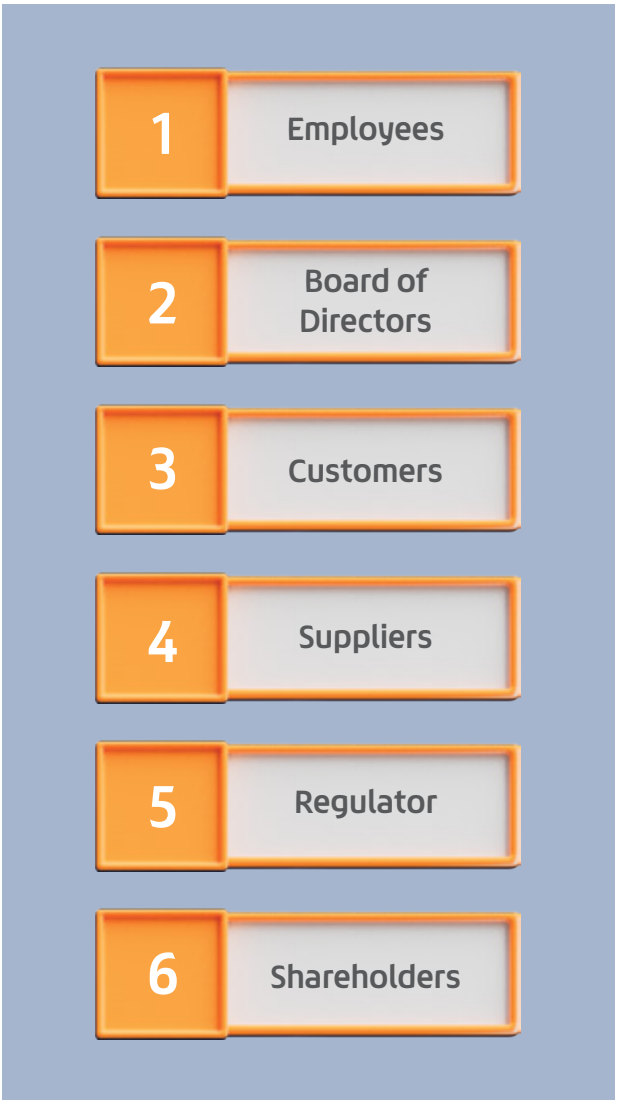 1 Employees
2 Board of
Directors
3 Customers
4 Suppliers
5 Regulator
6 Shareholders